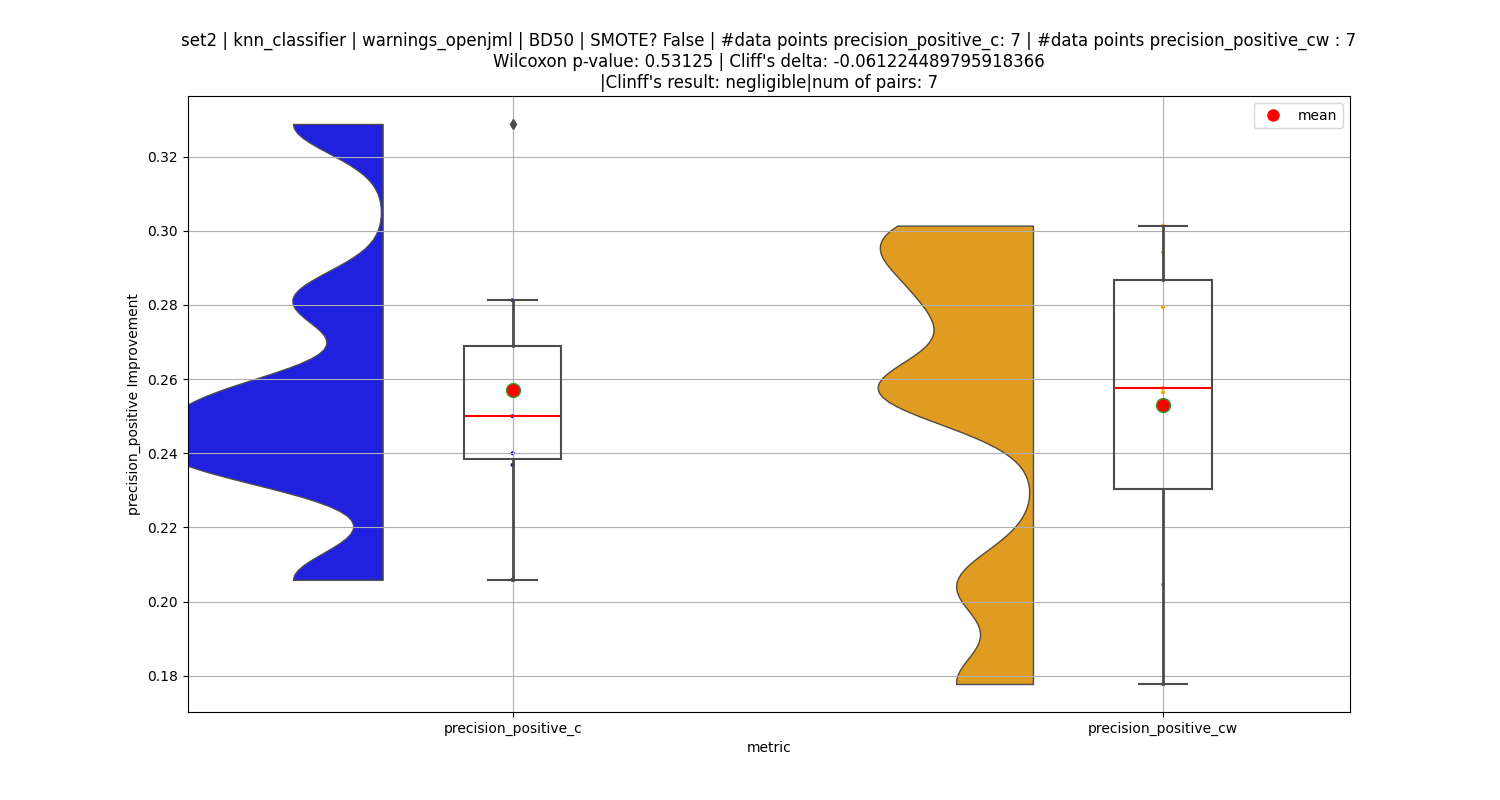 set2 | knn_classifier | warnings_openjml | BD50 | SMOTE? False | #data points precision_positive_c: 7 | #data points precision_positive_cw : 7
Wilcoxon p-value: 0.53125 | Cliff's delta: -0.061224489795918366
|Clinff's result: negligible|num of pairs: 7
mean
precision_positive Improvement
0.32
0.30
0.28
0.26
0.24
0.22
0.20
0.18
precision_positive_c
precision_positive_cw
metric